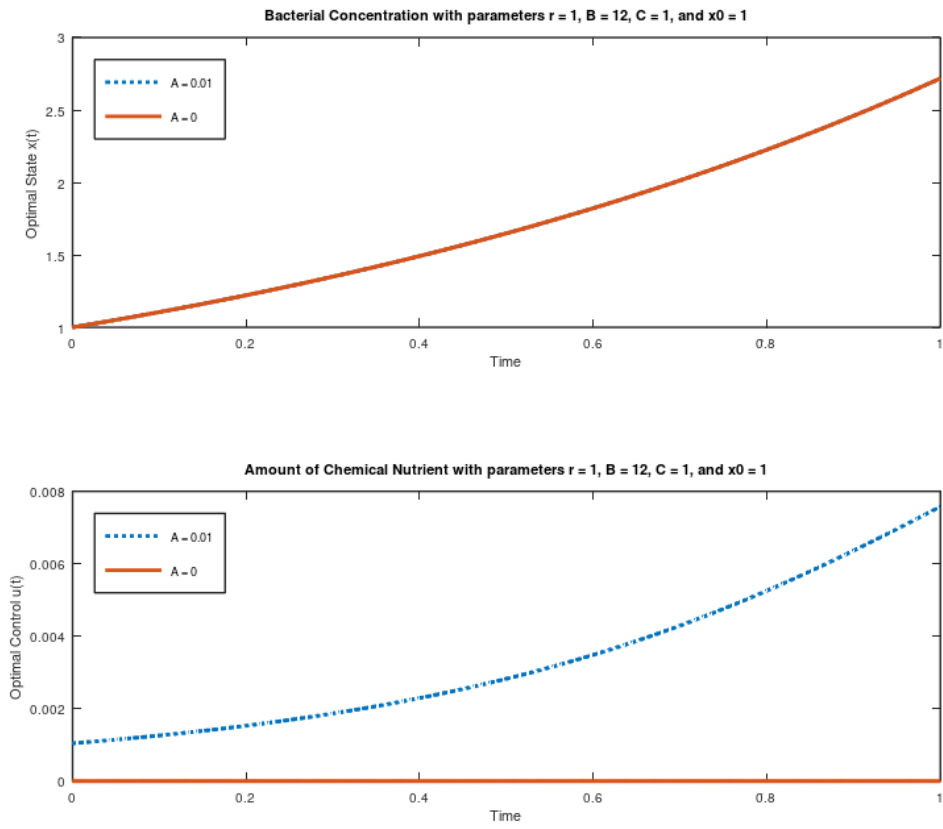 Bacterial Concentration with parameters r = 1, B = 12, C = 1, and x0 = 1
3
2.5
2
1.5
1
Optimal State x(t)
A = 0.01
A = 0
0 0.2 0.4 0.6 0.8 1
Time
Amount of Chemical Nutrient with parameters r = 1, B = 12, C = 1, and x0 = 1
0.008
0.006
0.004
0.002
0
Optimal Control u(t)
A = 0.01
A = 0
0 0.2 0.4 0.6 0.8 1
Time